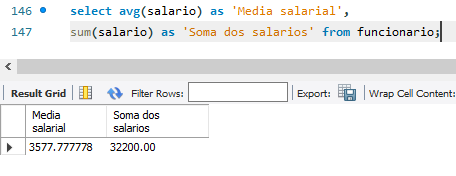 146 select avg(salario) as 'Media salarial',
147 sum(salario) as 'Soma dos salarios' from funcionario;
Result Grid Filter Rows: Export: Wrap Cell Content:
Media salarial Soma dos salarios
3577.777778 32200.00